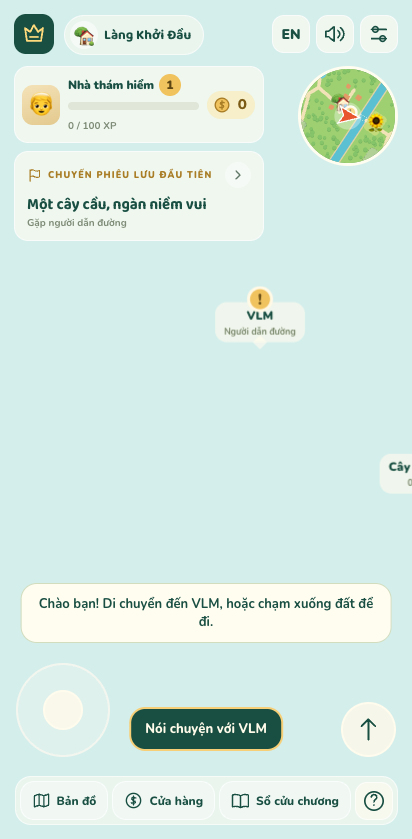 Làng Khởi Đầu
EN
Nhà thám hiểm 1
0
0 / 100 XP
CHUYẾN PHIÊU LƯU ĐẦU TIÊN
Một cây cầu, ngàn niềm vui
Gặp người dẫn đường
!
VLM
Người dẫn đường
Cây
0
Chào bạn! Di chuyển đến VLM, hoặc chạm xuống đất để
đi.
Nói chuyện với VLM
Bản đồ
Cửa hàng
Sổ cửu chương
?